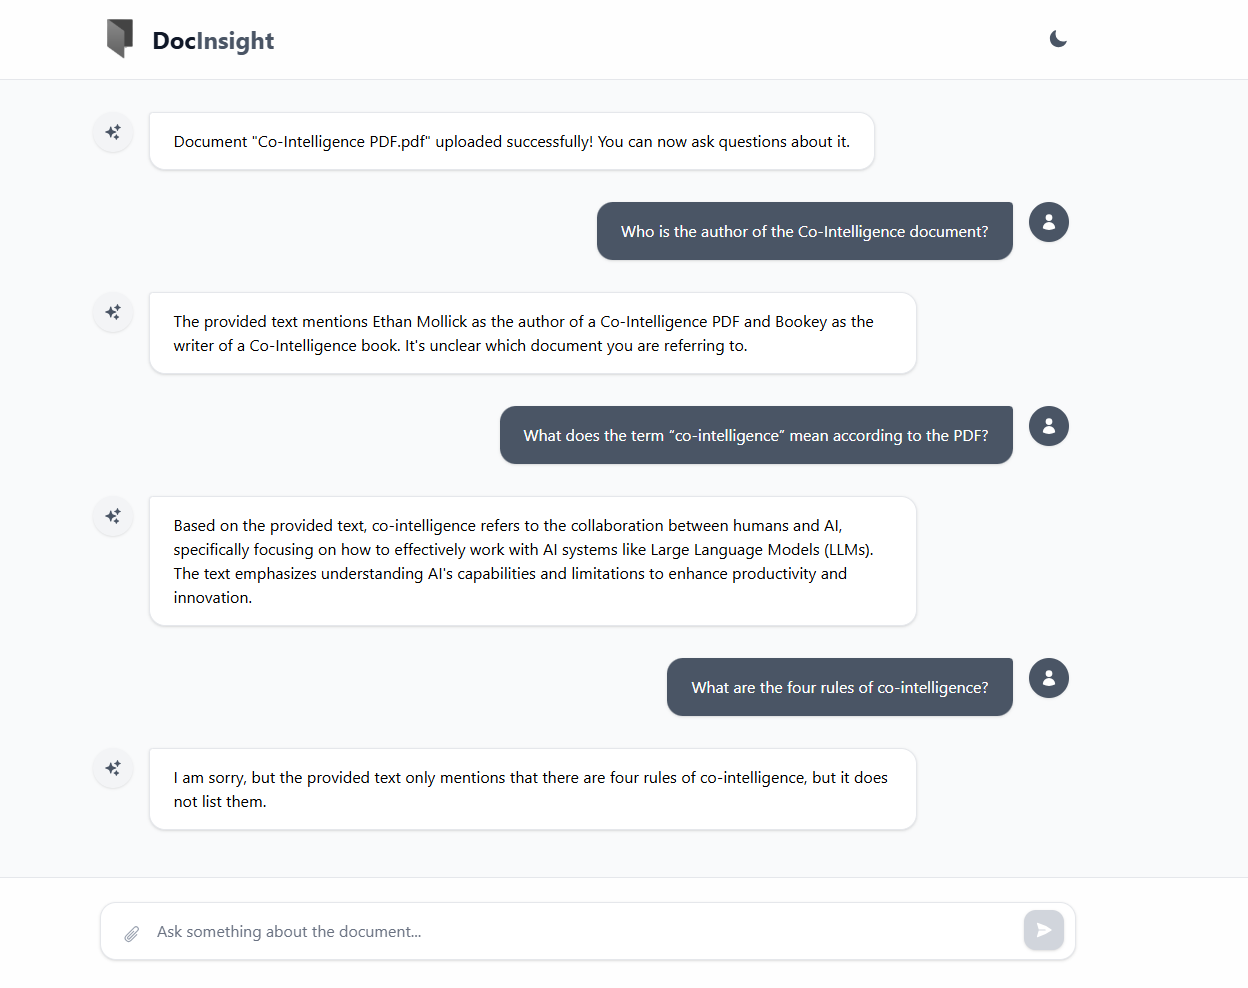 DocInsight
Document "Co-Intelligence PDF.pdf" uploaded successfully! You can now ask questions about it.
Who is the author of the Co-Intelligence document?
The provided text mentions Ethan Mollick as the author of a Co-Intelligence PDF and Bookey as the
writer of a Co-Intelligence book. It's unclear which document you are referring to.
What does the term “co-intelligence” mean according to the PDF?
Based on the provided text, co-intelligence refers to the collaboration between humans and AI,
specifically focusing on how to effectively work with AI systems like Large Language Models (LLMs).
The text emphasizes understanding AI's capabilities and limitations to enhance productivity and
innovation.
What are the four rules of co-intelligence?
I am sorry, but the provided text only mentions that there are four rules of co-intelligence, but it does
not list them.
Ask something about the document...